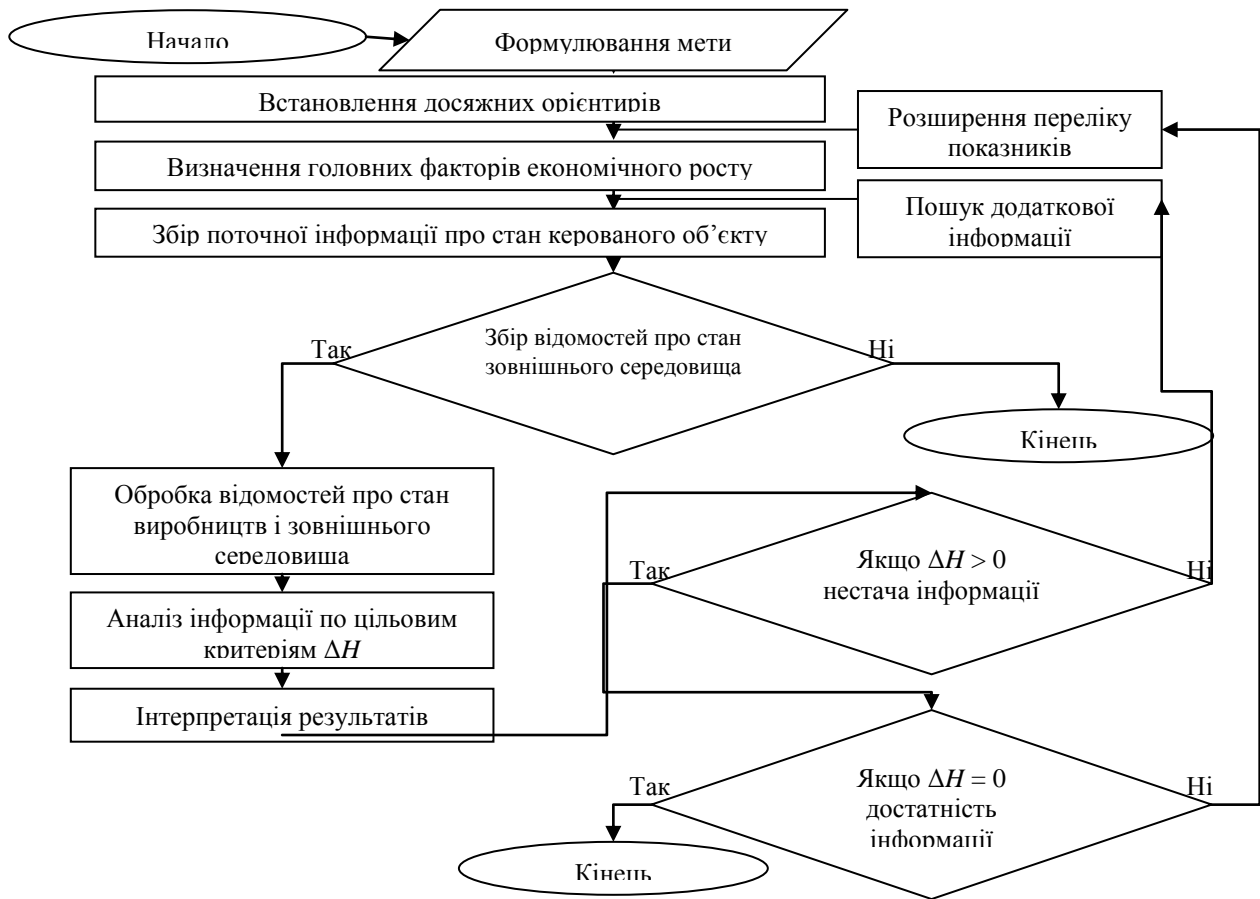 Начало
Формулювання мети
Встановлення досяжних орієнтирів
Розширення переліку
показників
Визначення головних факторів економічного росту
Пошук додаткової
інформації
Збір поточної інформації про стан керованого об’єкту
Збір відомостей про стан
зовнішнього середовища
Так
Ні
Кінець
Обробка відомостей про стан
виробництв і зовнішнього
середовища
Якщо ΔH > 0
нестача інформації
Так
Ні
Аналіз інформації по цільовим
критеріям ΔH
Інтерпретація результатів
Якщо ΔH = 0
достатність
інформації
Так
Ні
Кінець